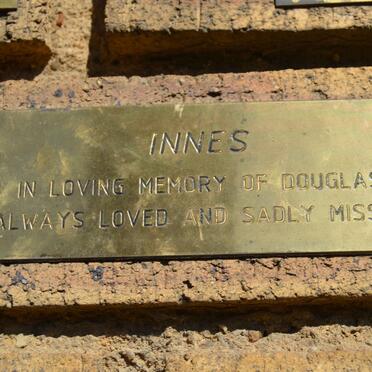 INNES
IN LOVING MEMORY OF DOUGLAS
ALWAYS LOVED AND SADLY MISS